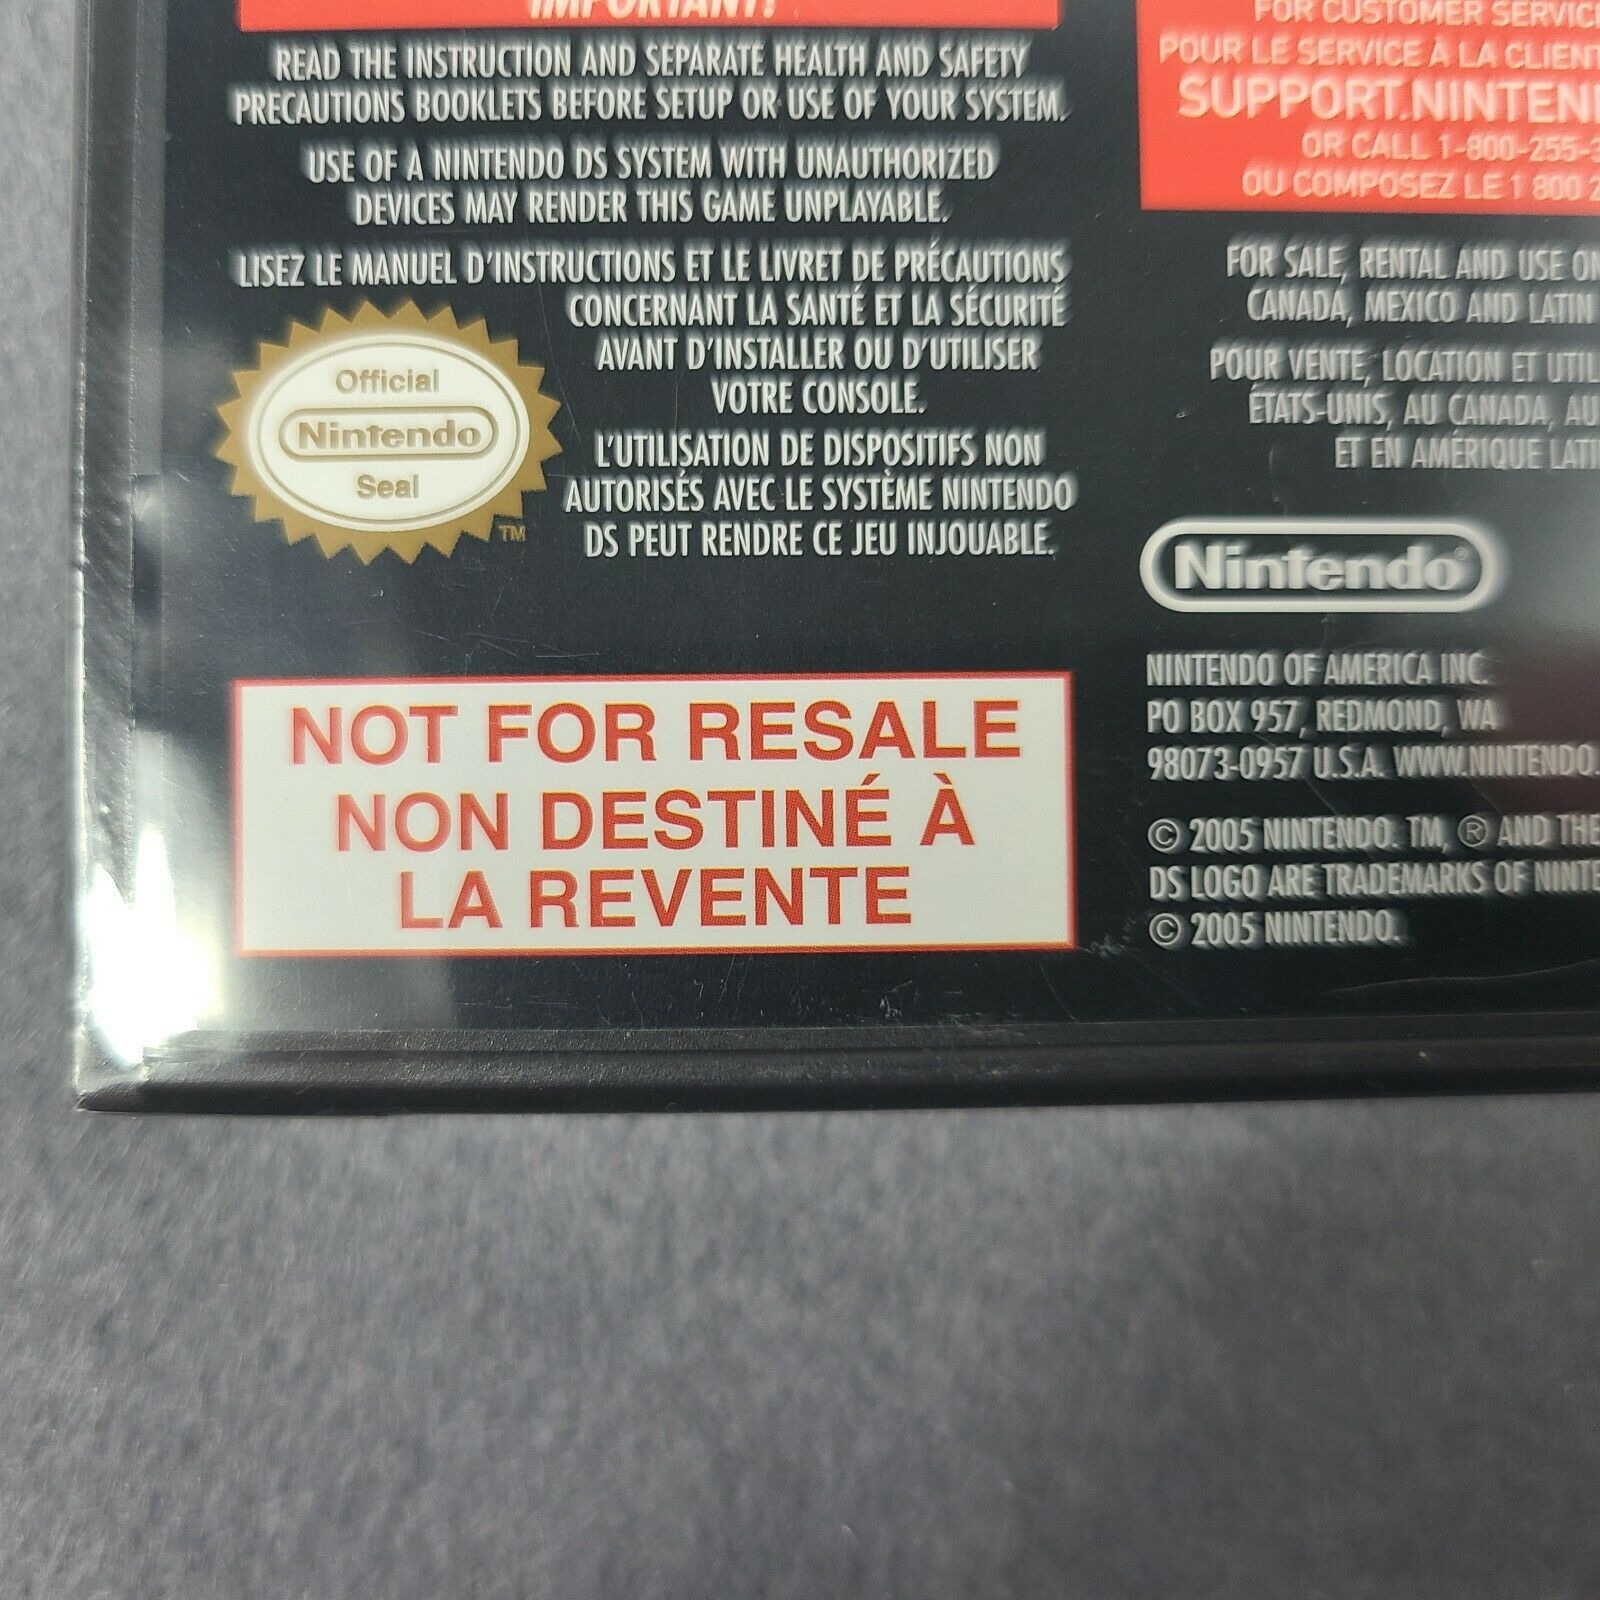 IMPORTANT!
READ THE INSTRUCTION AND SEPARATE HEALTH AND SAFETY
PRECAUTIONS BOOKLETS BEFORE SETUP OR USE OF YOUR SYSTEM.
USE OF A NINTENDO DS SYSTEM WITH UNAUTHORIZED
DEVICES MAY RENDER THIS GAME UNPLAYABLE.
LISEZ LE MANUEL D'INSTRUCTIONS ET LE LIVRET DE PRÉCAUTIONS
CONCERNANT LA SANTÉ ET LA SÉCURITÉ
AVANT D'INSTALLER OU D'UTILISER
VOTRE CONSOLE.
L'UTILISATION DE DISPOSITIFS NON
AUTORISÉS AVEC LE SYSTÈME NINTENDO
DS PEUT RENDRE CE JEU INJOUABLE.
Official
Nintendo
Seal
TM
NOT FOR RESALE
NON DESTINÉ À
LA REVENTE
FOR CUSTOMER SERVIC
POUR LE SERVICE À LA CLIENT
SUPPORT.NINTEN
OR CALL 1-800-255-3
OU COMPOSEZ LE 1 800 2
FOR SALE, RENTAL AND USE ON
CANADA, MEXICO AND LATIN
POUR VENTE, LOCATION ET UTIL
ÉTATS-UNIS, AU CANADA, AU
ET EN AMÉRIQUE LATI
Nintendo®
NINTENDO OF AMERICA INC.
PO BOX 957, REDMOND, WA
98073-0957 U.S.A. WWW.NINTENDO.
© 2005 NINTENDO. TM, ® AND THE
DS LOGO ARE TRADEMARKS OF NINTE
© 2005 NINTENDO.